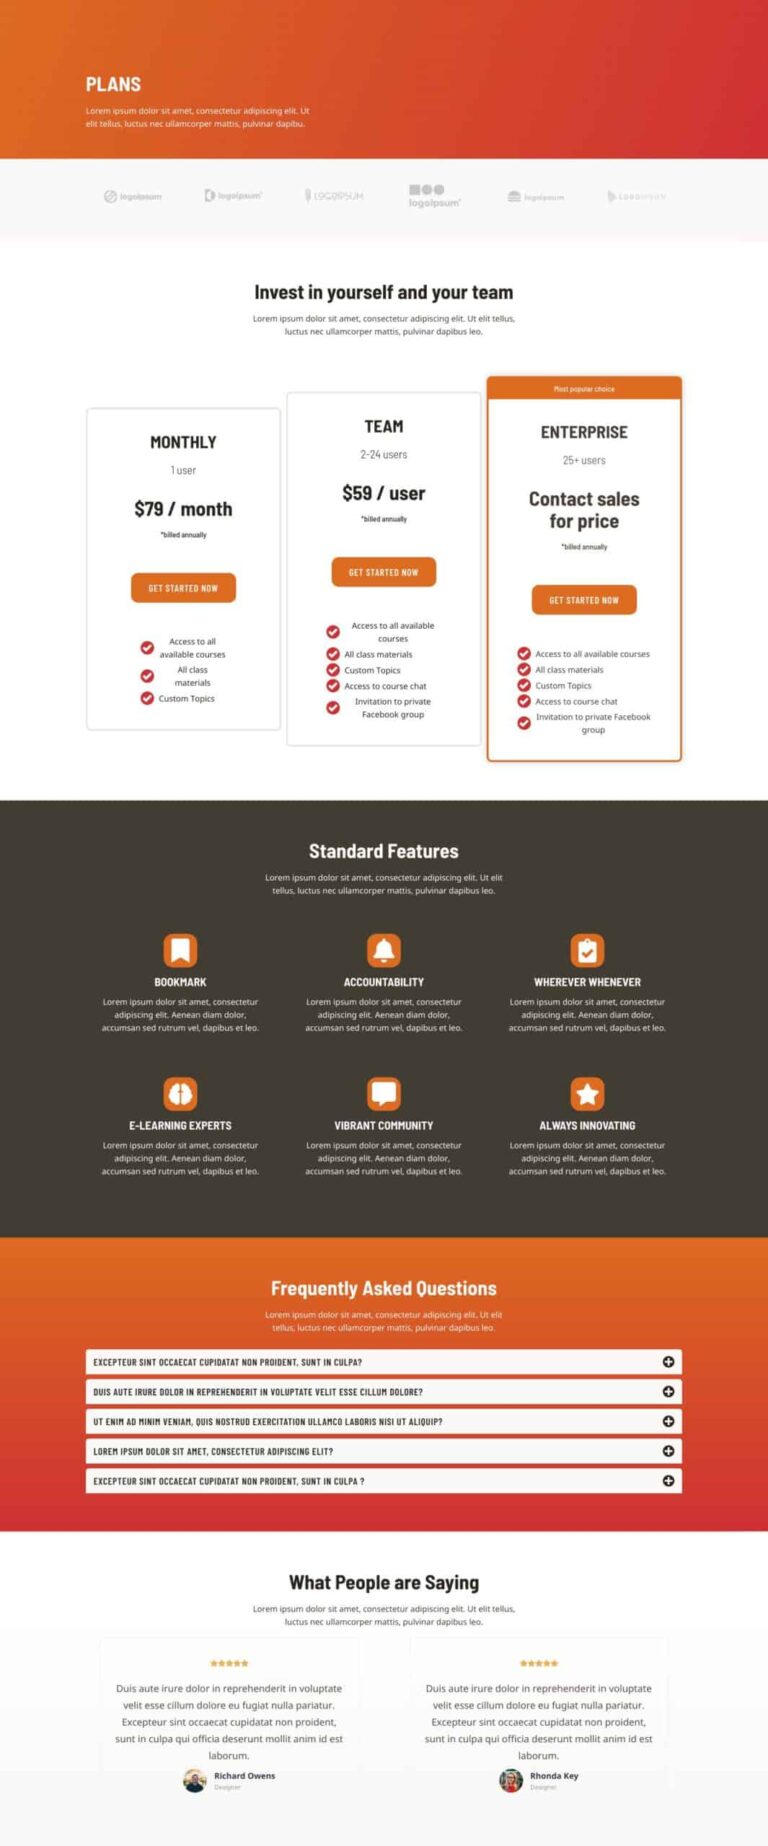 PLANS
Lorem ipsum dolor sit amet, consectetur adipiscing elit. Ut
elit tellus, luctus nec ullamcorper mattis, pulvinar dapibu.
logoipsum
logoipsum
LOGOIPSUM
logoipsum
logoipsum
LOGOIPSUM
Invest in yourself and your team
Lorem ipsum dolor sit amet, consectetur adipiscing elit. Ut elit tellus,
luctus nec ullamcorper mattis, pulvinar dapibus leo.
MONTHLY
1 user
$79 / month
*billed annually
GET STARTED NOW
Access to all
available courses
All class
materials
Custom Topics
TEAM
2-24 users
$59 / user
*billed annually
GET STARTED NOW
Access to all available
courses
All class materials
Custom Topics
Access to course chat
Invitation to private
Facebook group
Most popular choice
ENTERPRISE
25+ users
Contact sales
for price
*billed annually
GET STARTED NOW
Access to all available courses
All class materials
Custom Topics
Access to course chat
Invitation to private Facebook
group
Standard Features
Lorem ipsum dolor sit amet, consectetur adipiscing elit. Ut elit
tellus, luctus nec ullamcorper mattis, pulvinar dapibus leo.
BOOKMARK
Lorem ipsum dolor sit amet, consectetur
adipiscing elit. Aenean diam dolor,
accumsan sed rutrum vel, dapibus et leo.
ACCOUNTABILITY
Lorem ipsum dolor sit amet, consectetur
adipiscing elit. Aenean diam dolor,
accumsan sed rutrum vel, dapibus et leo.
WHEREVER WHENEVER
Lorem ipsum dolor sit amet, consectetur
adipiscing elit. Aenean diam dolor,
accumsan sed rutrum vel, dapibus et leo.
E-LEARNING EXPERTS
Lorem ipsum dolor sit amet, consectetur
adipiscing elit. Aenean diam dolor,
accumsan sed rutrum vel, dapibus et leo.
VIBRANT COMMUNITY
Lorem ipsum dolor sit amet, consectetur
adipiscing elit. Aenean diam dolor,
accumsan sed rutrum vel, dapibus et leo.
ALWAYS INNOVATING
Lorem ipsum dolor sit amet, consectetur
adipiscing elit. Aenean diam dolor,
accumsan sed rutrum vel, dapibus et leo.
Frequently Asked Questions
Lorem ipsum dolor sit amet, consectetur adipiscing elit. Ut elit
tellus, luctus nec ullamcorper mattis, pulvinar dapibus leo.
EXCEPTEUR SINT OCCAECAT CUPIDATAT NON PROIDENT, SUNT IN CULPA?
DUIS AUTE IRURE DOLOR IN REPREHENDERIT IN VOLUPTATE VELIT ESSE CILLUM DOLORE?
UT ENIM AD MINIM VENIAM, QUIS NOSTRUD EXERCITATION ULLAMCO LABORIS NISI UT ALIQUIP?
LOREM IPSUM DOLOR SIT AMET, CONSECTETUR ADIPISCING ELIT?
EXCEPTEUR SINT OCCAECAT CUPIDATAT NON PROIDENT, SUNT IN CULPA ?
What People are Saying
Lorem ipsum dolor sit amet, consectetur adipiscing elit. Ut elit tellus,
luctus nec ullamcorper mattis, pulvinar dapibus leo.
Duis aute irure dolor in reprehenderit in voluptate
velit esse cillum dolore eu fugiat nulla pariatur.
Excepteur sint occaecat cupidatat non proident,
sunt in culpa qui officia deserunt mollit anim id est
laborum.
Richard Owens
Designer
Duis aute irure dolor in reprehenderit in voluptate
velit esse cillum dolore eu fugiat nulla pariatur.
Excepteur sint occaecat cupidatat non proident,
sunt in culpa qui officia deserunt mollit anim id est
laborum.
Rhonda Key
Designer